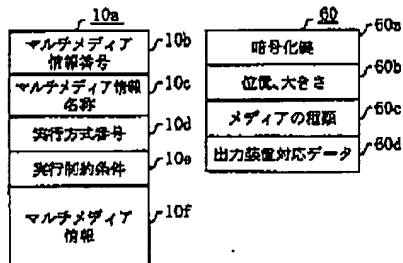 10a
マルチメディア
情報番号
10b
マルチメディア情報
名称
10c
実行方式番号
10d
実行制約条件
10e
マルチメディア
情報
10f
60
暗号化鍵
60a
位置、大きさ
60b
メディアの種類
60c
出力装置対応データ
60d